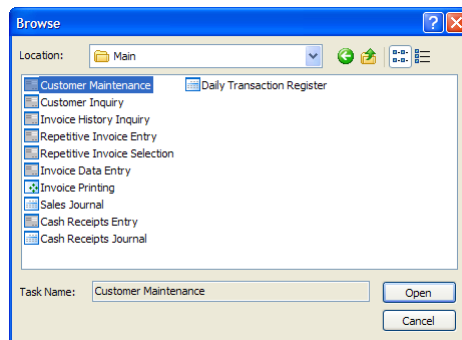 Browse
Location: Main
Customer Maintenance
Customer Inquiry
Invoice History Inquiry
Repetitive Invoice Entry
Repetitive Invoice Selection
Invoice Data Entry
Invoice Printing
Sales Journal
Cash Receipts Entry
Cash Receipts Journal
Daily Transaction Register
Task Name: Customer Maintenance
Open
Cancel